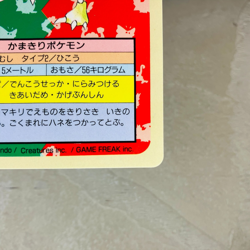 かまきりポケモン
むし タイプ2／ひこう
5メートル おもさ／56キログラム
／でんこうせっか・にらみつける
きあいだめ・かげぶんしん
マキリでえものをきりさき いきの
。ごくまれにハネをつかってとぶ。
ndo / Creatures inc. / GAME FREAK inc.